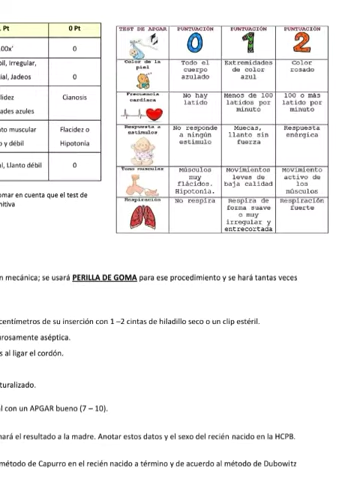 . Pt
0 Pt
100x'
0
bil, Irregular,
ial, Jadeos
0
lidez
Cianosis
ades azules
to muscular
Flacidez o
o y débil
Hipotonía
l, Llanto débil
0
omar en cuenta que el test de
nitiva
TEST DE APGAR
PUNTUACIÓN
PUNTUACIÓN
PUNTUACIÓN
0
1
2
Color de la
piel
Todo el
cuerpo
azulado
Extremidades
de color
azul
Color
rosado
Frecuencia
cardiaca
No hay
latido
Menos de 100
latidos por
minuto
100 o más
latido por
minuto
Respuesta a
estímulos
No responde
a ningún
estimulo
Muecas,
llanto sin
fuerza
Respuesta
enérgica
Tono muscular
Músculos
muy
flácidos.
Hipotonía.
Movimientos
leves de
baja calidad
Movimiento
activo de
los
músculos
Respiración
No respira
Respira de
forma suave
o muy
irregular y
entrecortada
Respiración
fuerte
n mecánica; se usará PERILLA DE GOMA para ese procedimiento y se hará tantas veces
centímetros de su inserción con 1 –2 cintas de hiladillo seco o un clip estéril.
urosamente aséptica.
s al ligar el cordón.
turalizado.
l con un APGAR bueno (7 – 10).
hará el resultado a la madre. Anotar estos datos y el sexo del recién nacido en la HCPB.
método de Capurro en el recién nacido a término y de acuerdo al método de Dubowitz